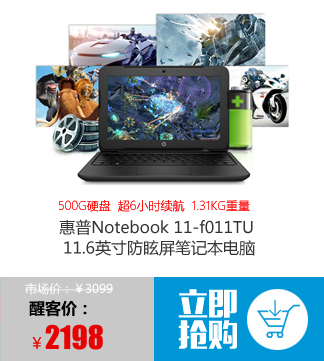 500G硬盘 超6小时续航 1.31KG重量
惠普Notebook 11-f011TU
11.6英寸防眩屏笔记本电脑
市场价：¥3099
醒客价：
¥2198
立即
抢购